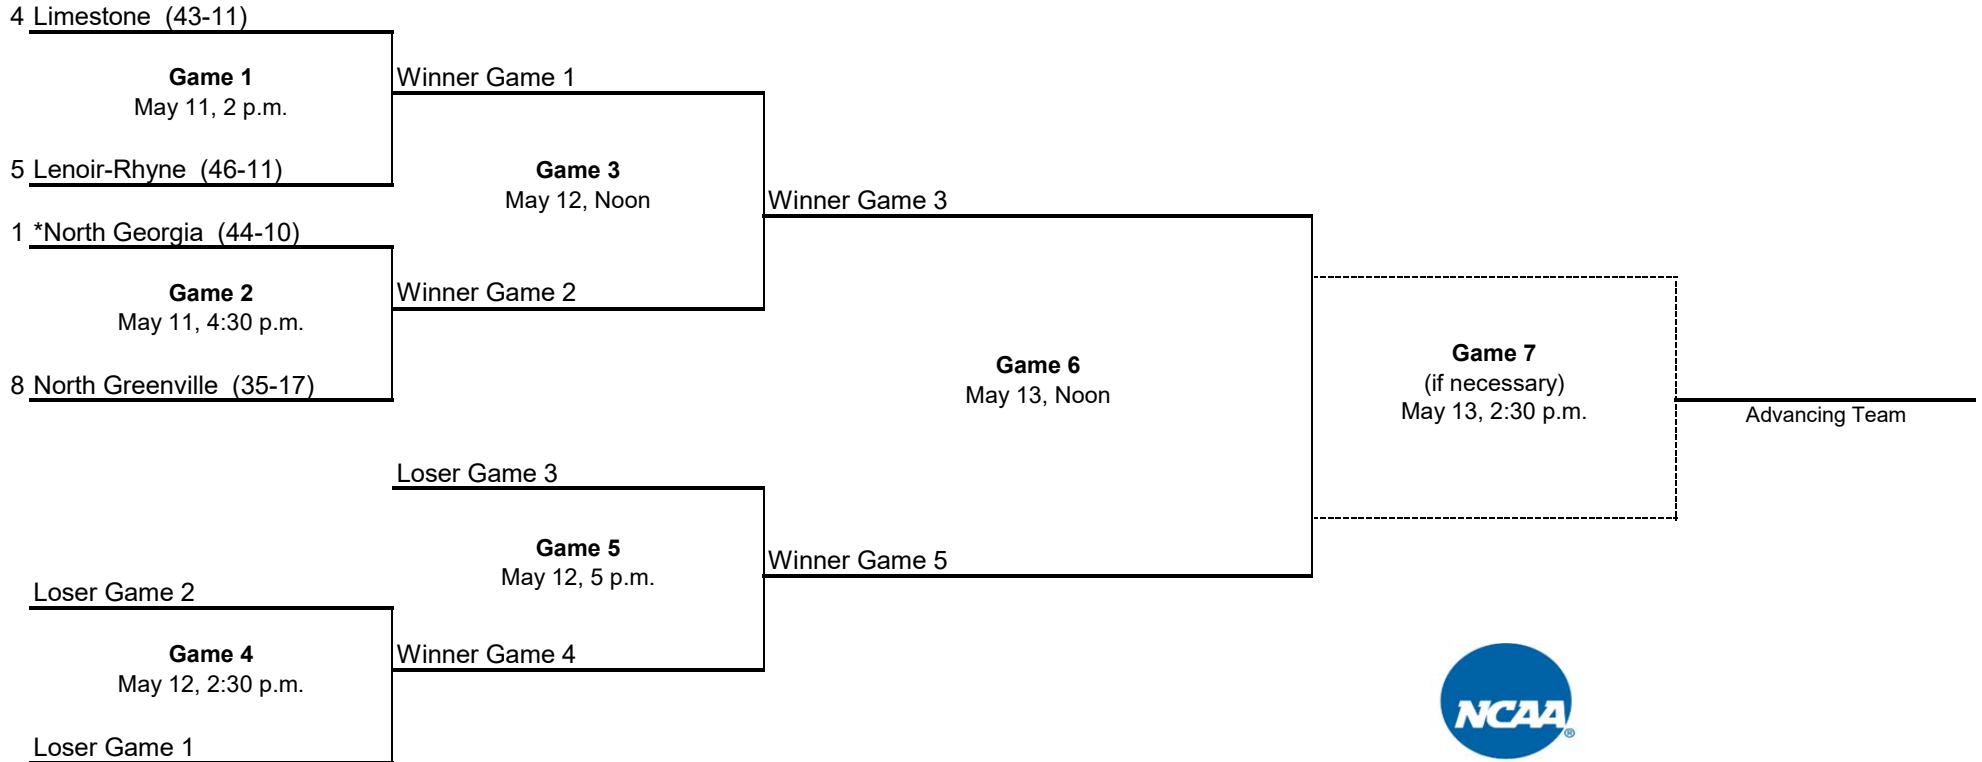 4 Limestone (43-11)
Game 1
May 11, 2 p.m.
5 Lenoir-Rhyne (46-11)
1 *North Georgia (44-10)
Game 2
May 11, 4:30 p.m.
8 North Greenville (35-17)
Loser Game 2
Game 4
May 12, 2:30 p.m.
Loser Game 1
Winner Game 1
Game 3
May 12, Noon
Winner Game 2
Loser Game 3
Game 5
May 12, 5 p.m.
Winner Game 4
Winner Game 3
Game 6
May 13, Noon
Winner Game 5
Game 7
(if necessary)
May 13, 2:30 p.m.
Advancing Team
NCAA®